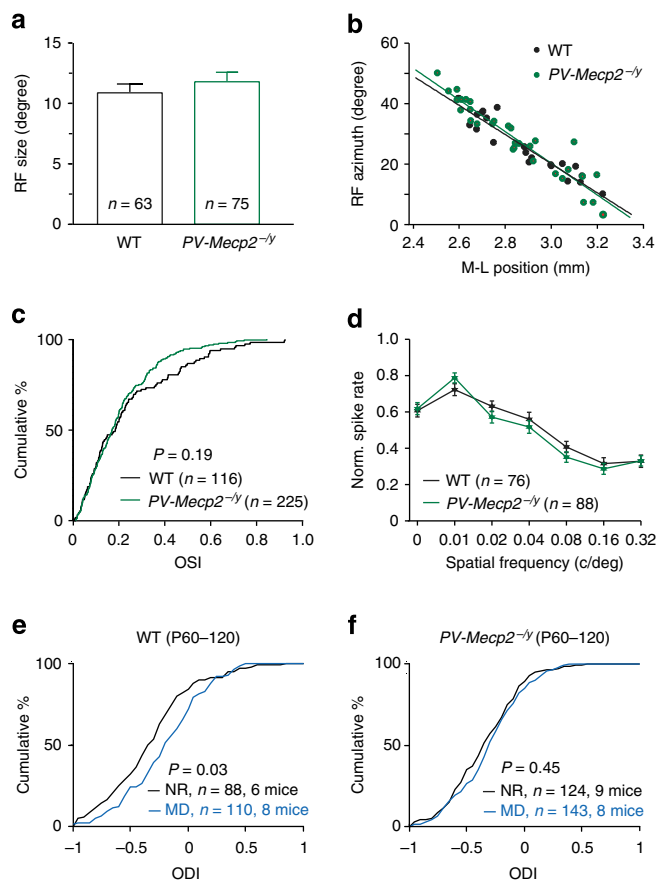 a
15
10
5
0
RF size (degree)
n = 63
n = 75
WT
PV-Mecp2−/y
b
60
40
20
0
RF azimuth (degree)
WT
PV-Mecp2−/y
2.4 2.6 2.8 3.0 3.2 3.4
M-L position (mm)
c
100
50
0
Cumulative %
P = 0.19
WT (n = 116)
PV-Mecp2−/y (n = 225)
0 0.2 0.4 0.6 0.8 1
OSI
d
1.0
0.8
0.6
0.4
0.2
0
Norm. spike rate
WT (n = 76)
PV-Mecp2−/y (n = 88)
0 0.01 0.02 0.04 0.08 0.16 0.32
Spatial frequency (c/deg)
e
WT (P60–120)
100
50
0
Cumulative %
P = 0.03
NR, n = 88, 6 mice
MD, n = 110, 8 mice
−1 −0.5 0 0.5 1
ODI
f
PV-Mecp2−/y (P60–120)
100
50
0
Cumulative %
P = 0.45
NR, n = 124, 9 mice
MD, n = 143, 8 mice
−1 −0.5 0 0.5 1
ODI